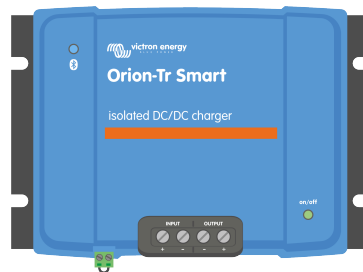 victron energy
Orion-Tr Smart
isolated DC/DC charger
on/off
INPUT OUTPUT
+ - - +